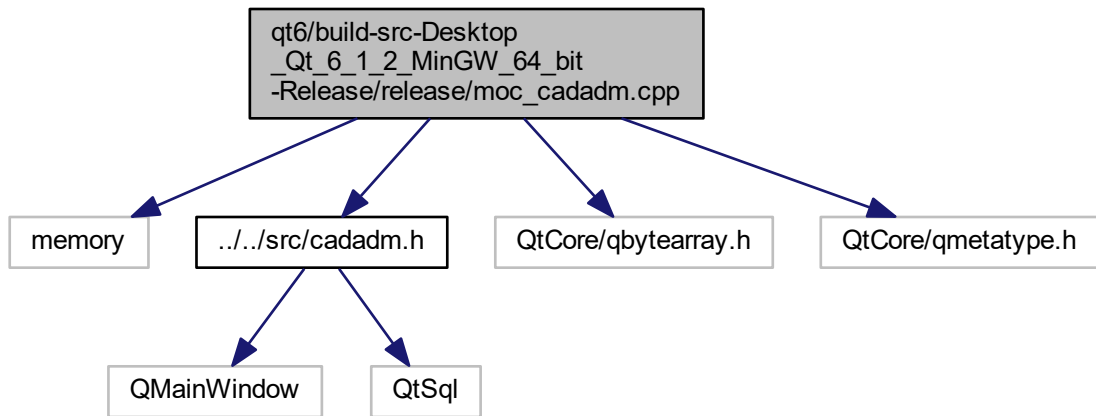 qt6/build-src-Desktop
_Qt_6_1_2_MinGW_64_bit
-Release/release/moc_cadadm.cpp
memory
../../src/cadadm.h
QtCore/qbytearray.h
QtCore/qmetatype.h
QMainWindow
QtSql